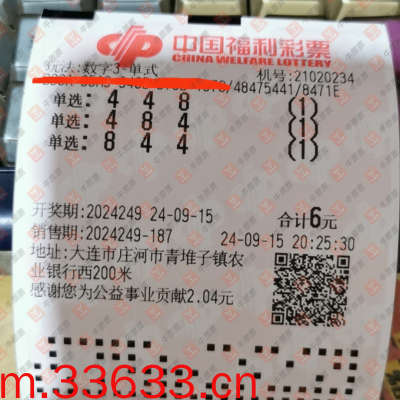 中国福利彩票
CHINA WELFARE LOTTERY
玩法:数字3-单式
机号:21020234
/48475441/8471E
单选: 4 4 8 (1)
单选: 4 8 4 (1)
单选: 8 4 4 (1)
开奖期:2024249 24-09-15 合计6元
销售期:2024249-187 24-09-15 20:25:30
地址:大连市庄河市青堆子镇农
业银行西200米
感谢您为公益事业贡献2.04元
m.33633.cn